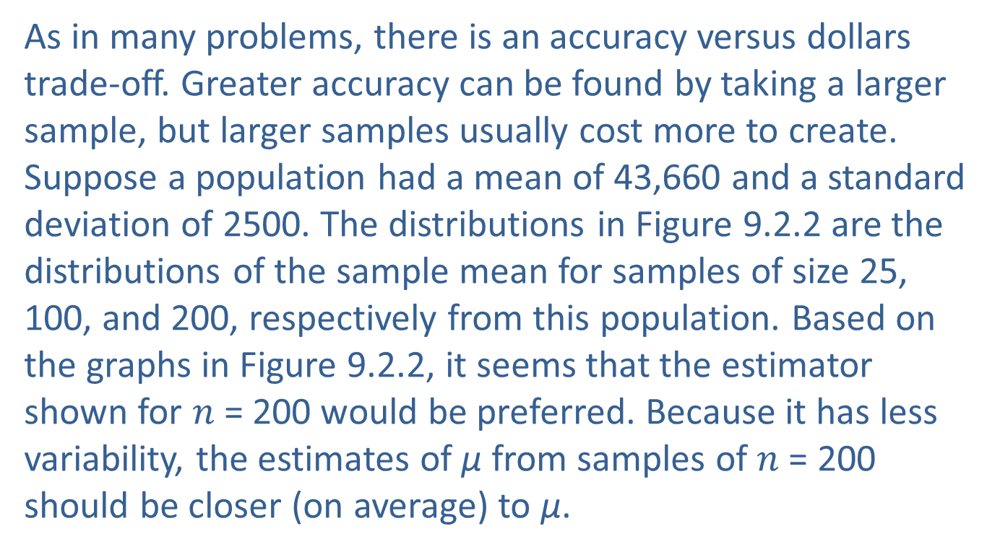 As in many problems, there is an accuracy versus dollars
trade-off. Greater accuracy can be found by taking a larger
sample, but larger samples usually cost more to create.
Suppose a population had a mean of 43,660 and a standard
deviation of 2500. The distributions in Figure 9.2.2 are the
distributions of the sample mean for samples of size 25,
100, and 200, respectively from this population. Based on
the graphs in Figure 9.2.2, it seems that the estimator
shown for 𝑛 = 200 would be preferred. Because it has less
variability, the estimates of 𝜇 from samples of 𝑛 = 200
should be closer (on average) to 𝜇.